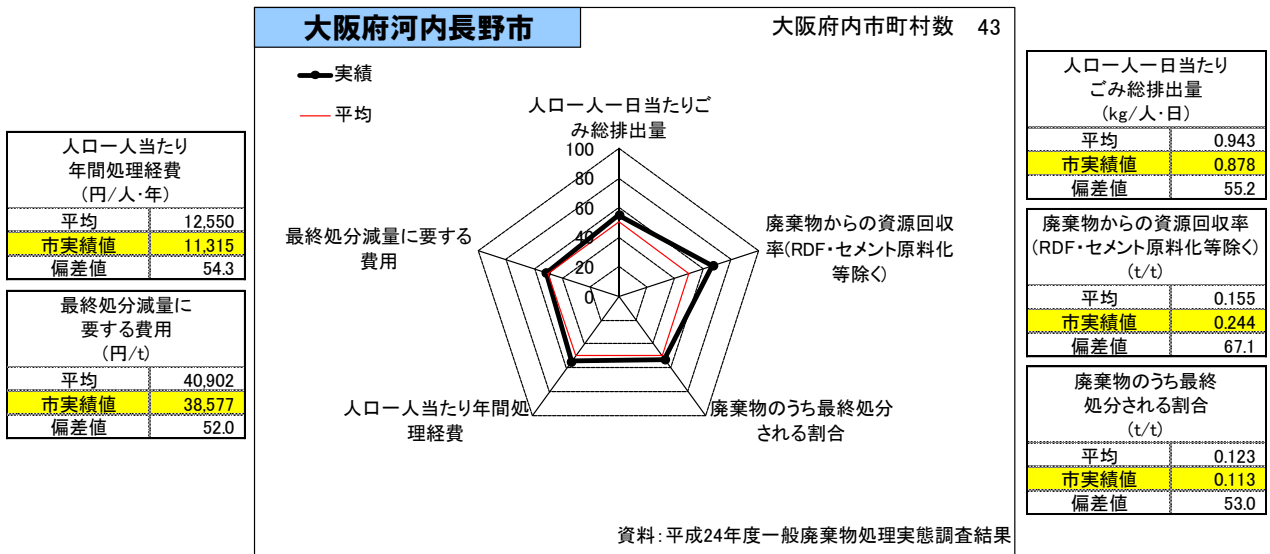 大阪府河内長野市
大阪府内市町村数 43
実績
平均
人口一人一日当たりご
み総排出量
100
80
60
40
20
0
廃棄物からの資源回収
率(RDF・セメント原料化
等除く)
廃棄物のうち最終処分
される割合
人口一人当たり年間処
理経費
最終処分減量に要する
費用
資料:平成24年度一般廃棄物処理実態調査結果
人口一人当たり
年間処理経費
(円/人・年)
平均 12,550
市実績値 11,315
偏差値 54.3
最終処分減量に
要する費用
(円/t)
平均 40,902
市実績値 38,577
偏差値 52.0
人口一人一日当たり
ごみ総排出量
(kg/人・日)
平均 0.943
市実績値 0.878
偏差値 55.2
廃棄物からの資源回収率
(RDF・セメント原料化等除く)
(t/t)
平均 0.155
市実績値 0.244
偏差値 67.1
廃棄物のうち最終
処分される割合
(t/t)
平均 0.123
市実績値 0.113
偏差値 53.0